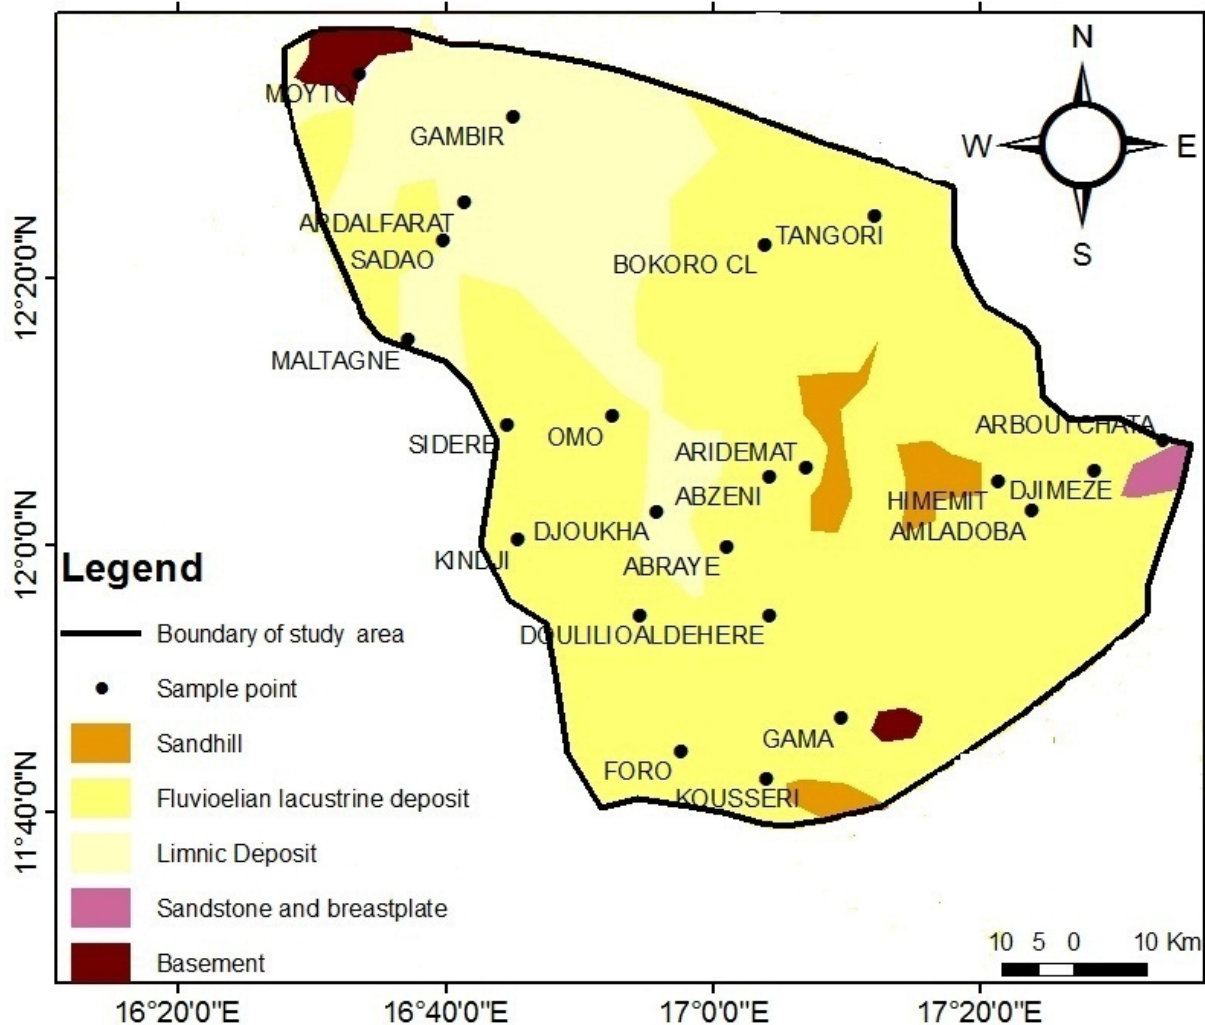 N
W E
S
MOYTO
GAMBIR
ARDALFARAT
SADAO
TANGORI
BOKORO CL
MALTAGNE
SIDERE
OMO
ARBOUTCHATA
ARIDEMAT
ABZENI
HIMEMIT
DJIMEZE
AMLADOBA
DJOUKHA
KINDJI
ABRAYE
DOULILIOALDEHERE
GAMA
FORO
KOUSSERI
12°20'0"N
12°0'0"N
11°40'0"N
Legend
Boundary of study area
Sample point
Sandhill
Fluvioelian lacustrine deposit
Limnic Deposit
Sandstone and breastplate
Basement
10 5 0 10 Km
16°20'0"E 16°40'0"E 17°0'0"E 17°20'0"E